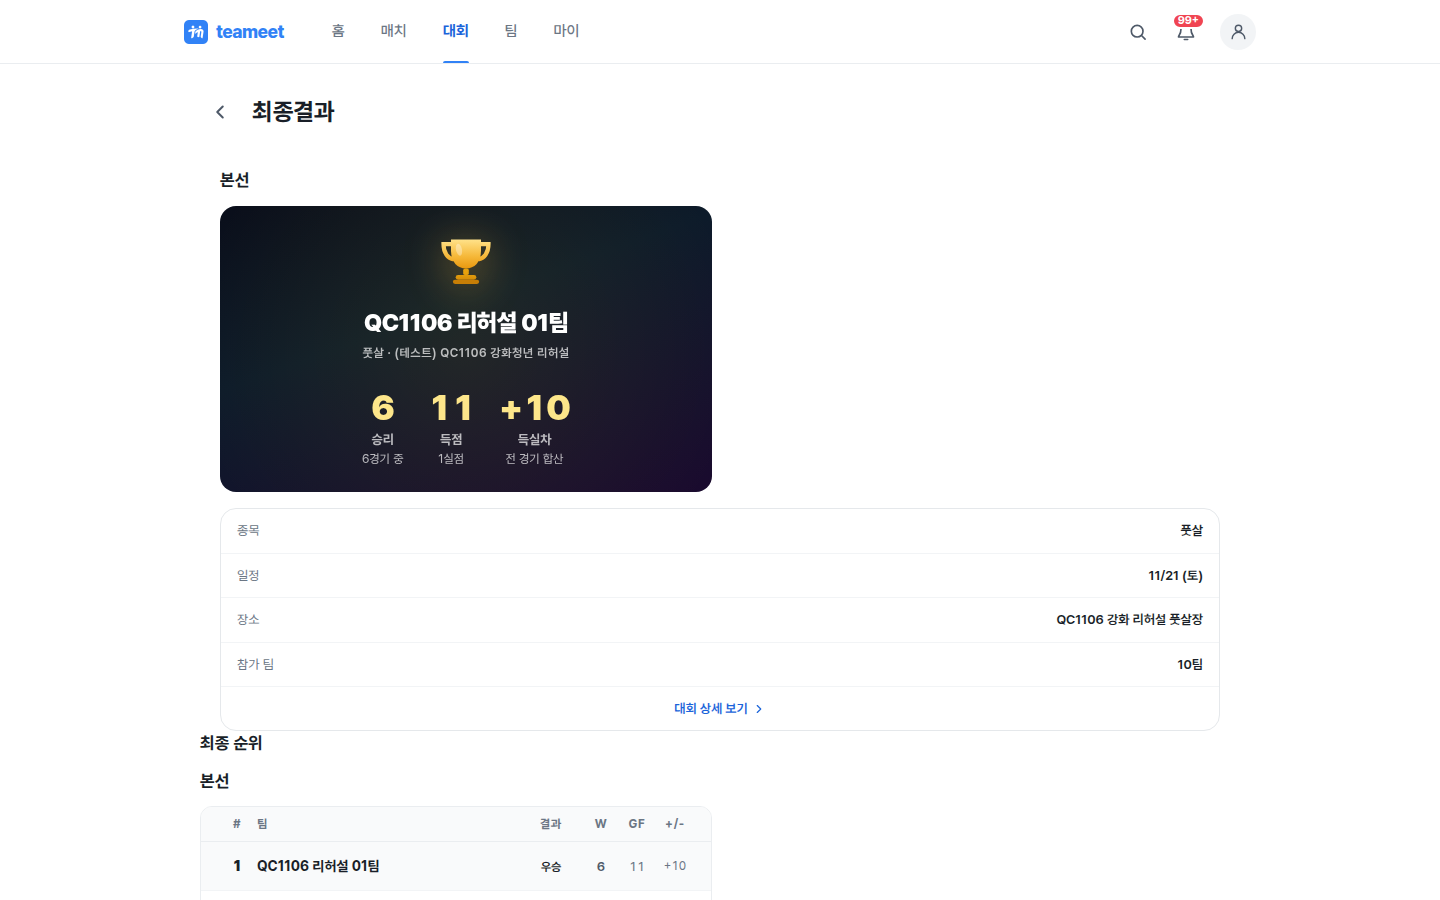 teameet 홈 매치 대회 팀 마이 99+
최종결과
본선
QC1106 리허설 01팀
풋살 · (테스트) QC1106 강화청년 리허설
6 11 +10
승리 득점 득실차
6경기 중 1실점 전 경기 합산
종목 풋살
일정 11/21 (토)
장소 QC1106 강화 리허설 풋살장
참가 팀 10팀
대회 상세 보기
최종 순위
본선
# 팀 결과 W GF +/-
1 QC1106 리허설 01팀 우승 6 11 +10